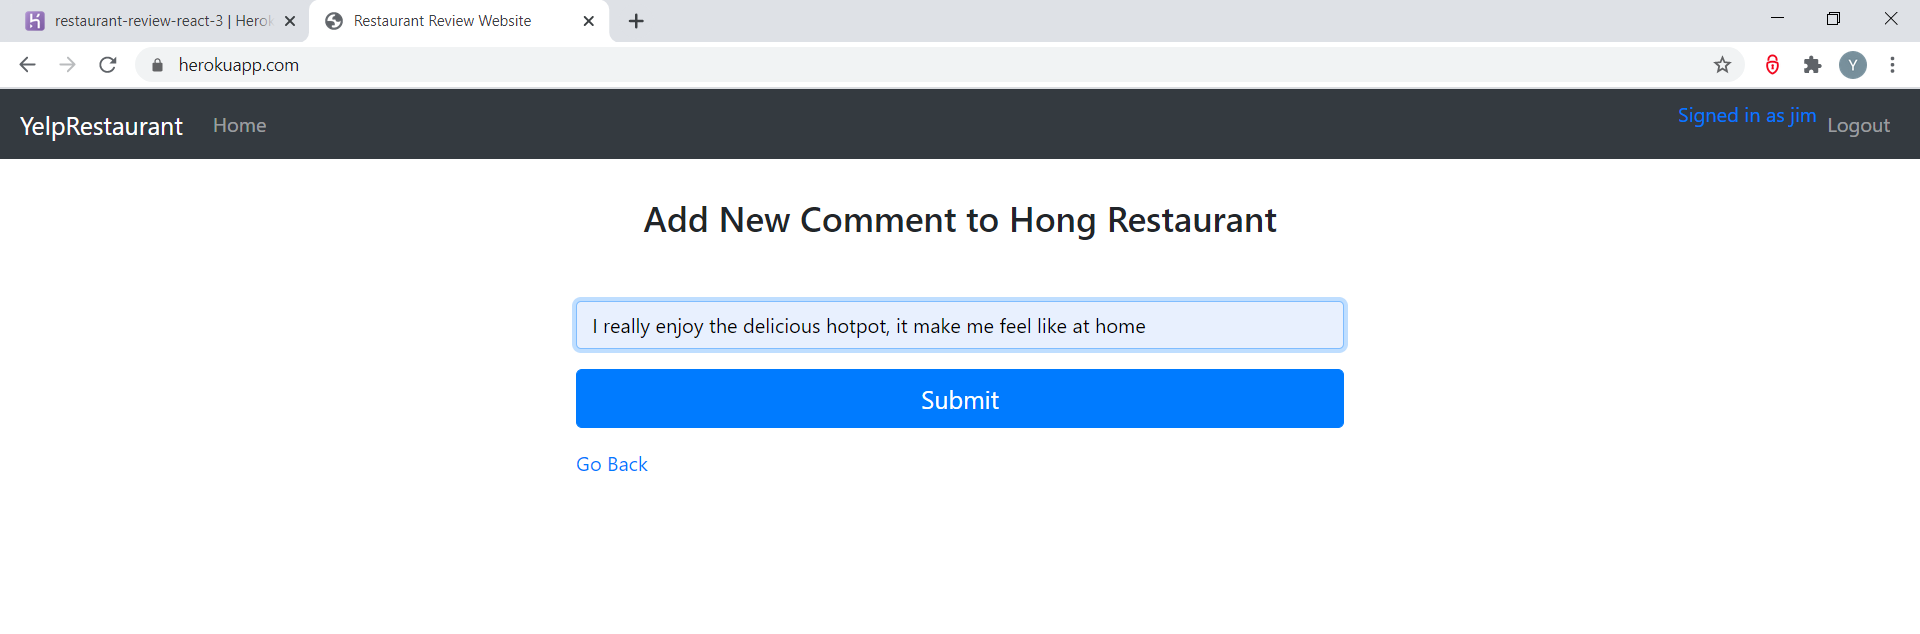 restaurant-review-react-3 | Herok
Restaurant Review Website
herokuapp.com
Y
YelpRestaurant Home Signed in as jim Logout
Add New Comment to Hong Restaurant
I really enjoy the delicious hotpot, it make me feel like at home
Submit
Go Back